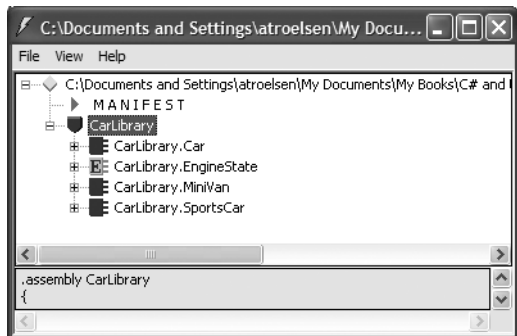 C:\Documents and Settings\atroelsen\My Docu...
File View Help
C:\Documents and Settings\atroelsen\My Documents\My Books\C# and
MANIFEST
CarLibrary
CarLibrary.Car
E CarLibrary.EngineState
CarLibrary.MiniVan
CarLibrary.SportsCar
.assembly CarLibrary
{